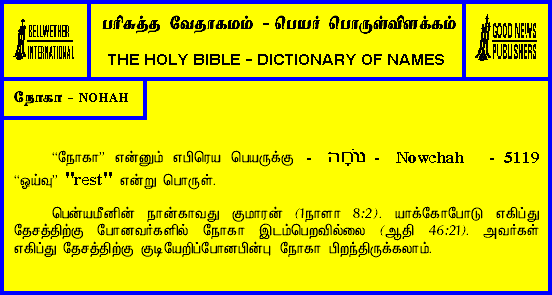 BELLWETHER
INTERNATIONAL
பரிசுத்த வேதாகமம் - பெயர் பொருள்விளக்கம்
THE HOLY BIBLE - DICTIONARY OF NAMES
GOOD NEWS
PUBLISHERS
நோகா - NOHAH
“நோகா” என்னும் எபிரெய பெயருக்கு - נוֹחָה - Nowchah - 5119
“ஓய்வு” "rest" என்று பொருள்.
பென்யமீனின் நான்காவது குமாரன் (1நாளா 8:2). யாக்கோபோடு எகிப்து
தேசத்திற்கு போனவர்களில் நோகா இடம்பெறவில்லை (ஆதி 46:21). அவர்கள்
எகிப்து தேசத்திற்கு குடியேறிப்போனபின்பு நோகா பிறந்திருக்கலாம்.